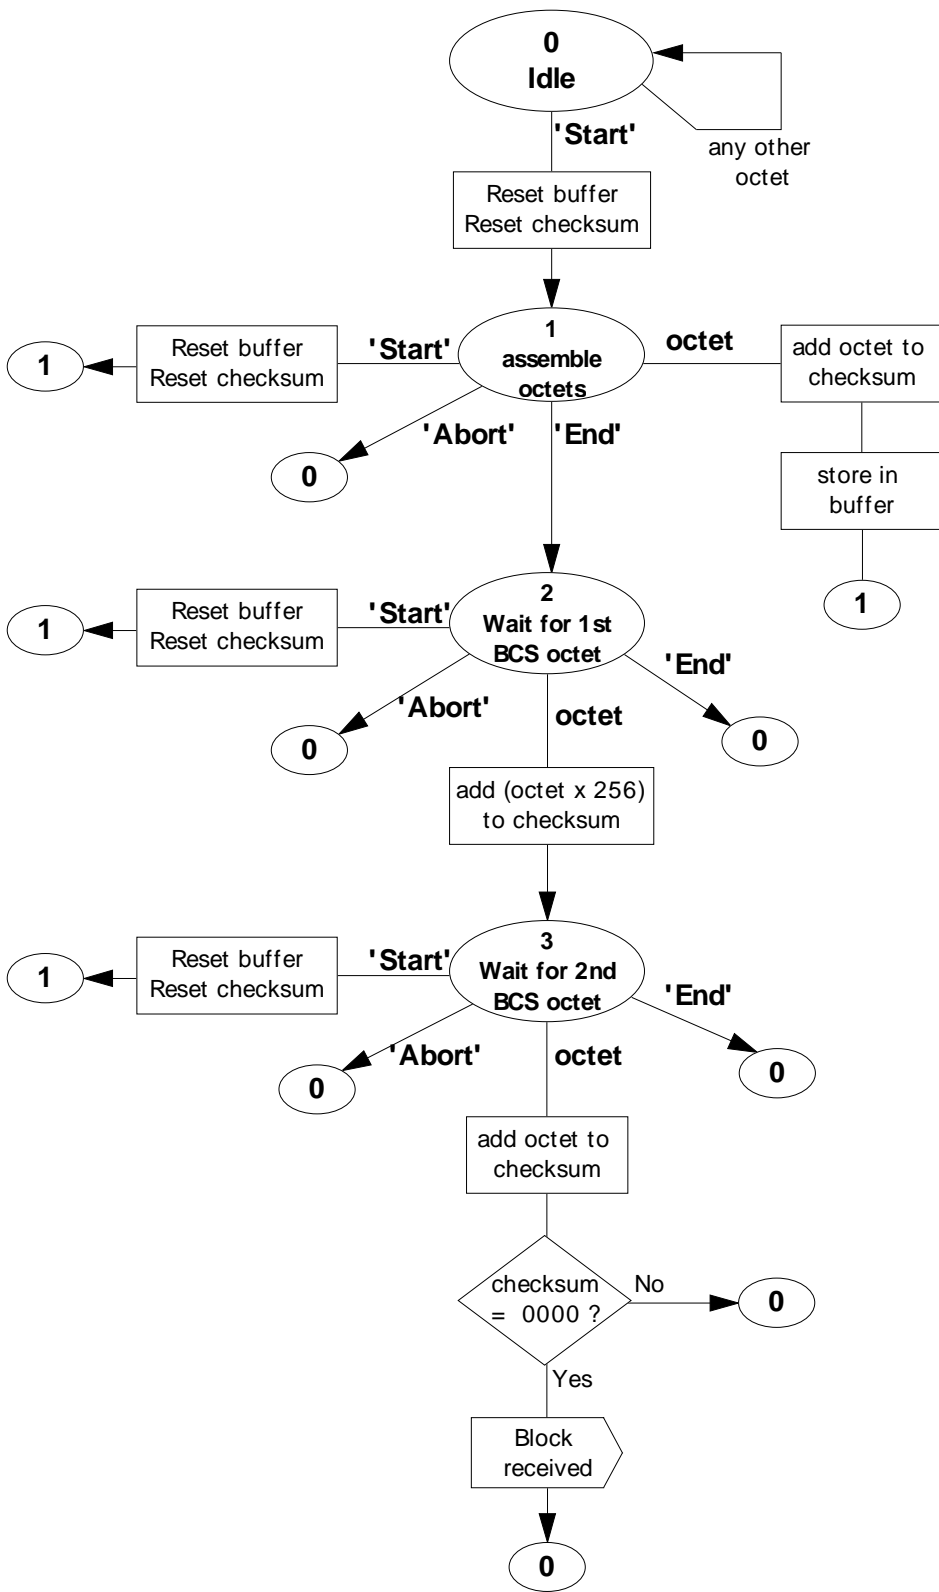 0
Idle
'Start'
any other
octet
Reset buffer
Reset checksum
1
assemble
octets
'Start'
Reset buffer
Reset checksum
1
octet
add octet to
checksum
'Abort'
'End'
0
store in
buffer
1
2
Wait for 1st
BCS octet
'Start'
Reset buffer
Reset checksum
1
'End'
'Abort'
octet
0
0
add (octet x 256)
to checksum
3
Wait for 2nd
BCS octet
'Start'
Reset buffer
Reset checksum
1
'End'
'Abort'
octet
0
0
add octet to
checksum
checksum
= 0000 ?
No
0
Yes
Block
received
0